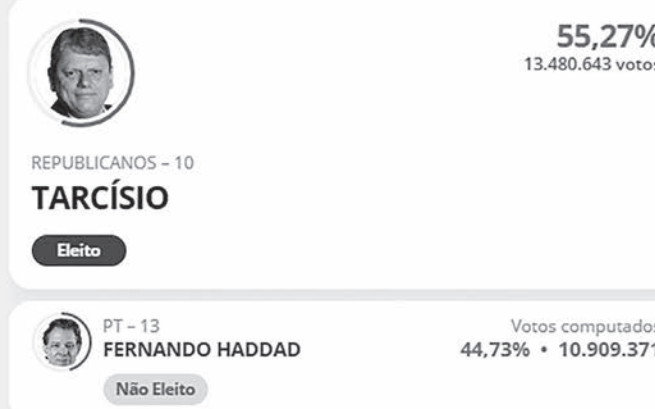 55,27%
13.480.643 votos
REPUBLICANOS – 10
TARCÍSIO
Eleito
PT – 13
Votos computados
FERNANDO HADDAD
44,73% • 10.909.371
Não Eleito